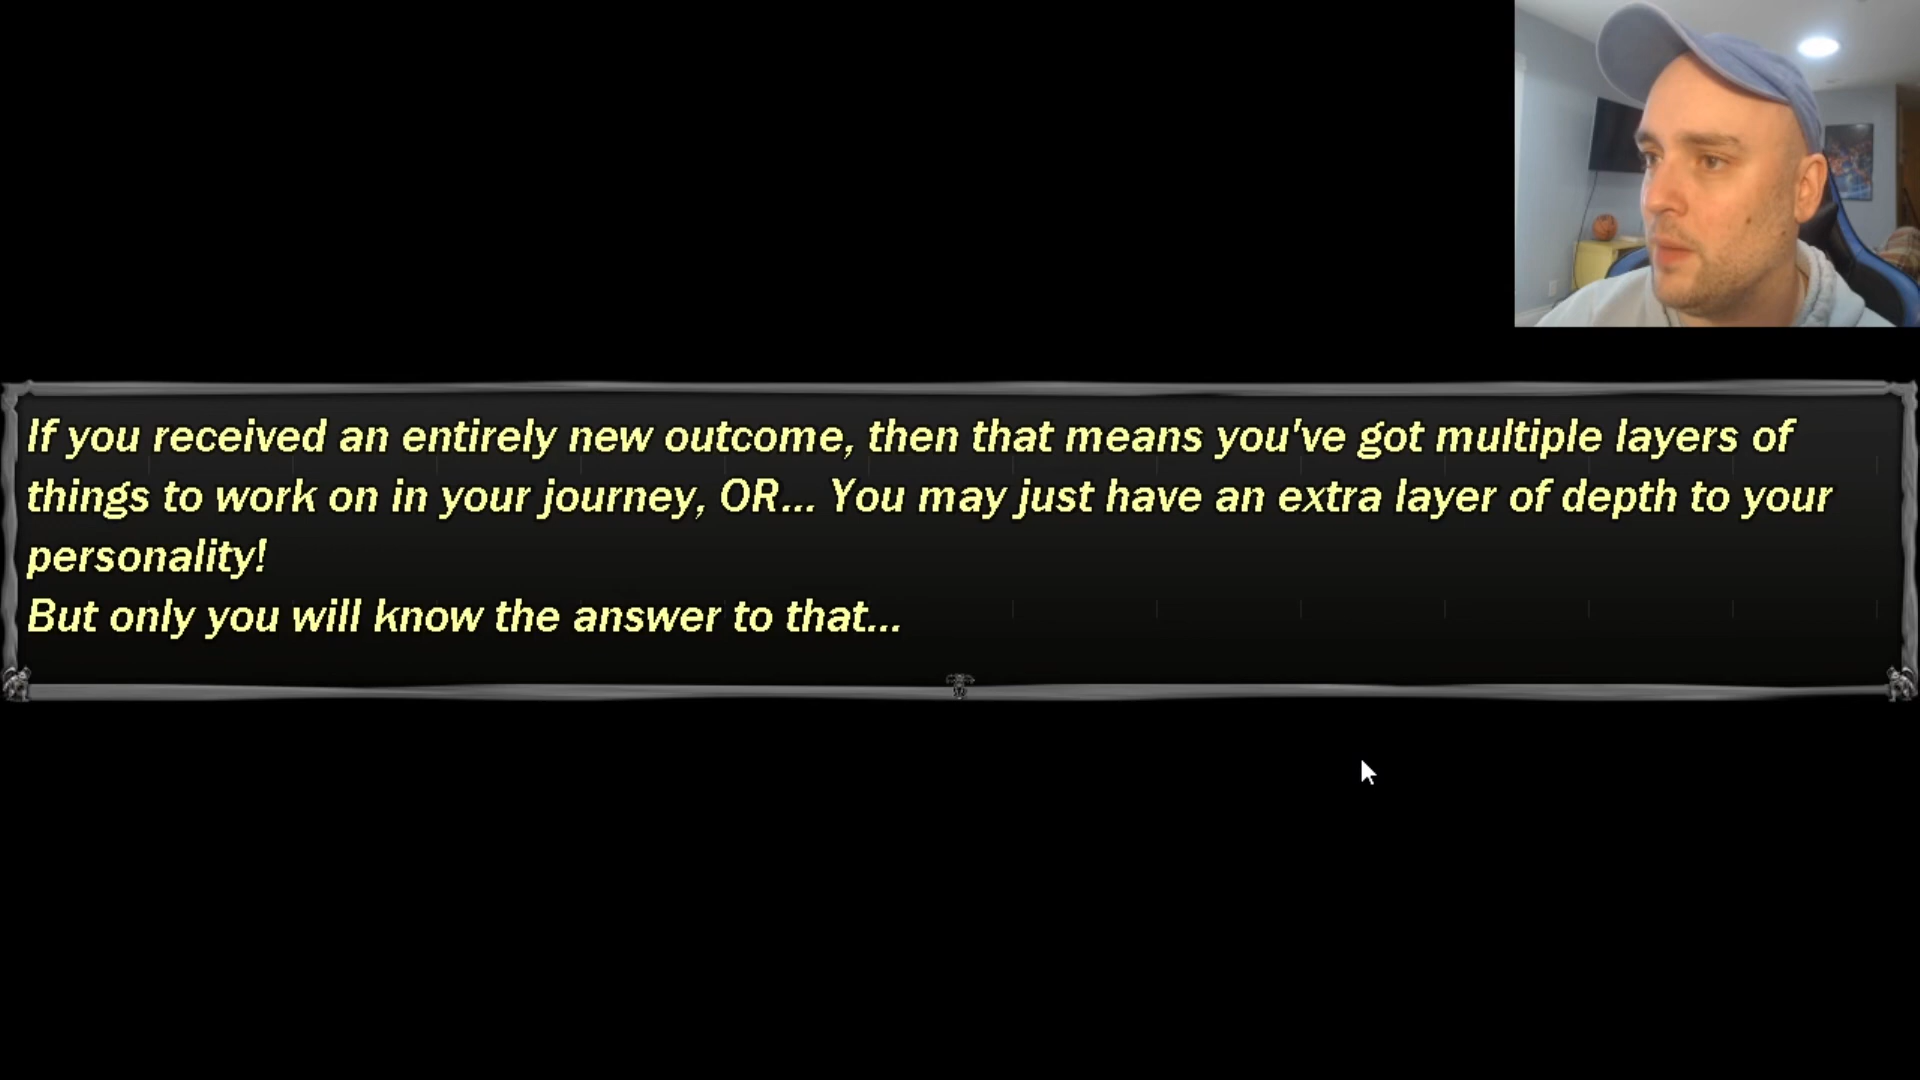 If you received an entirely new outcome, then that means you've got multiple layers of
things to work on in your journey, OR... You may just have an extra layer of depth to your
personality!
But only you will know the answer to that...